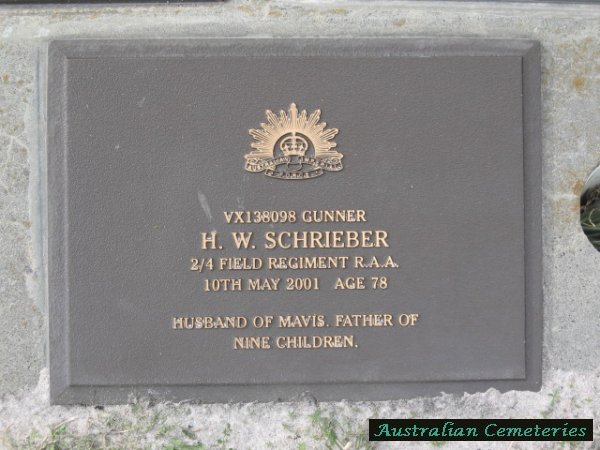 VX138098 GUNNER
H. W. SCHRIEBER
2/4 FIELD REGIMENT R.A.A.
10TH MAY 2001 AGE 78
HUSBAND OF MAVIS. FATHER OF
NINE CHILDREN.
Australian Cemeteries